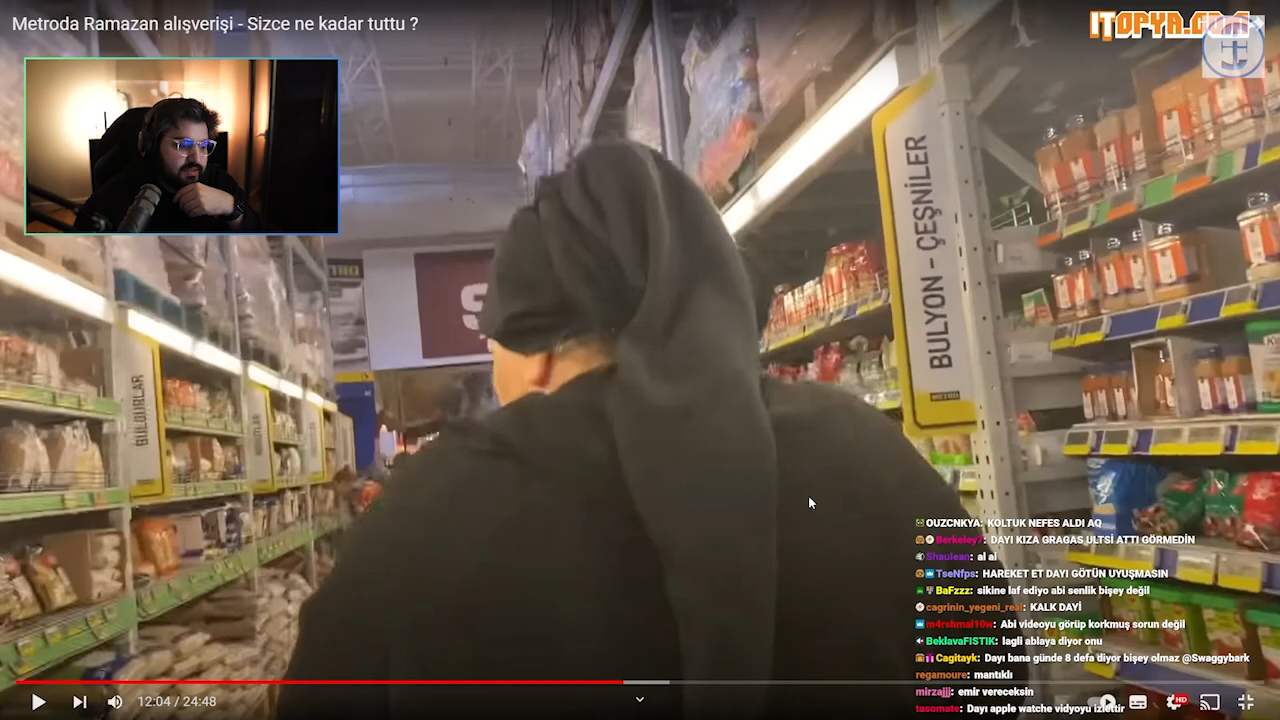 Metroda Ramazan alışverişi - Sizce ne kadar tuttu ?
ITOPYA.COM
BULYON - ÇEŞNİLER
METRO
BULGURLAR
OUZCNKYA: KOLTUK NEFES ALDI AQ
Berkeley7: DAYI KIZA GRAGAS ULTSİ ATTI GÖRMEDİN
Shaulean: al al
TseNfps: HAREKET ET DAYI GÖTÜN UYUŞMASIN
BaFzzz: sikine laf ediyo abi senlik bişey değil
cagrinin_yegeni_real: KALK DAYİ
m4rshmal10w: Abi videoyu görüp korkmuş sorun değil
BeklavaFISTIK: lagli ablaya diyor onu
Cagitayk: Dayı bana günde 8 defa diyor bişey olmaz @Swaggybark
regamoure: mantıklı
mirzajjj: emir vereceksin
tasomate: Dayı apple watche vidyoyu izlettir
12:04 / 24:48
HD